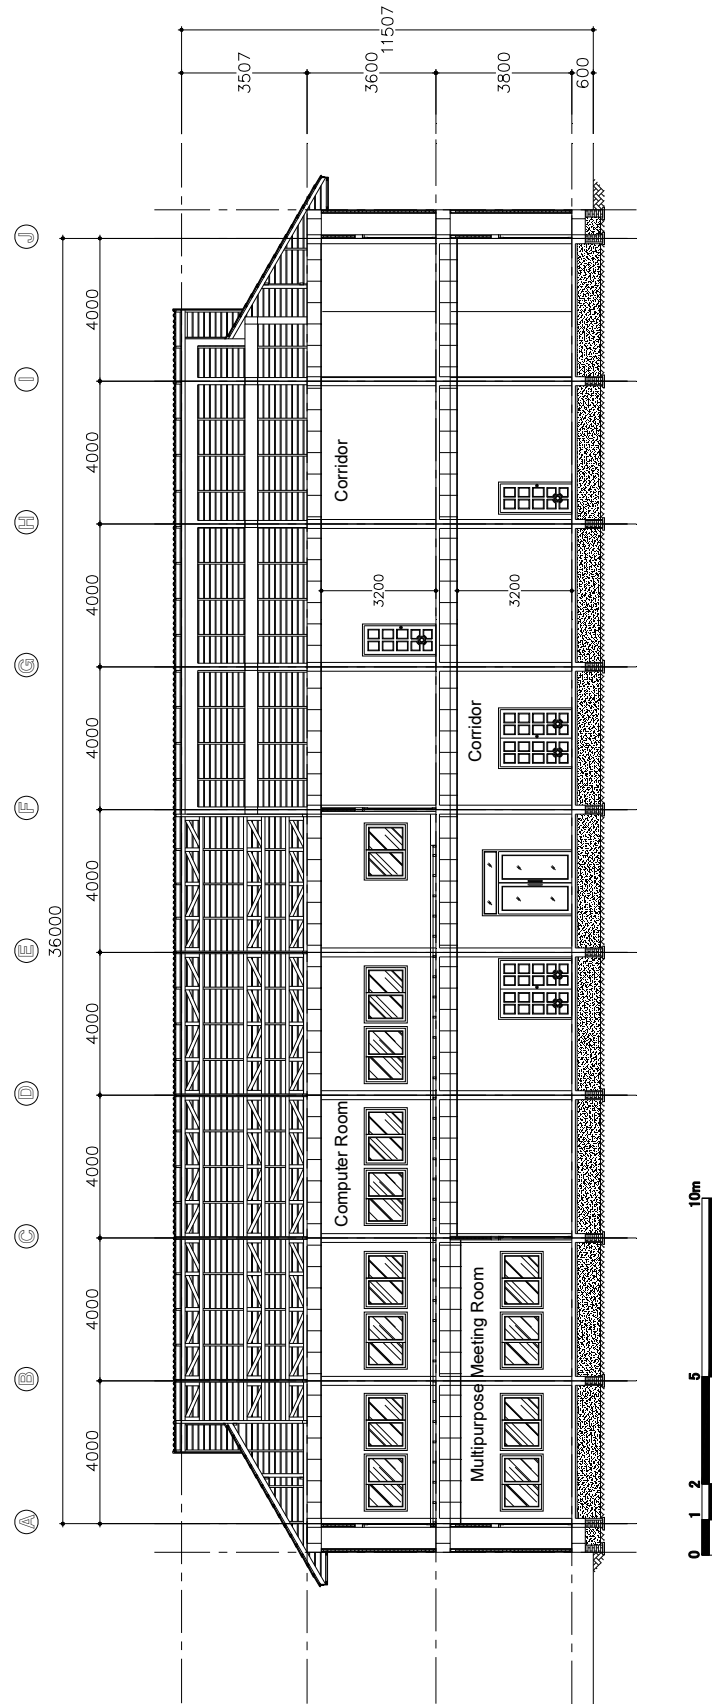 A B C D E F G H I J
36000
4000 4000 4000 4000 4000 4000 4000 4000 4000
11507
3507
3600
3800
600
Computer Room
Corridor
3200
Multipurpose Meeting Room
Corridor
3200
0 1 2 5 10m